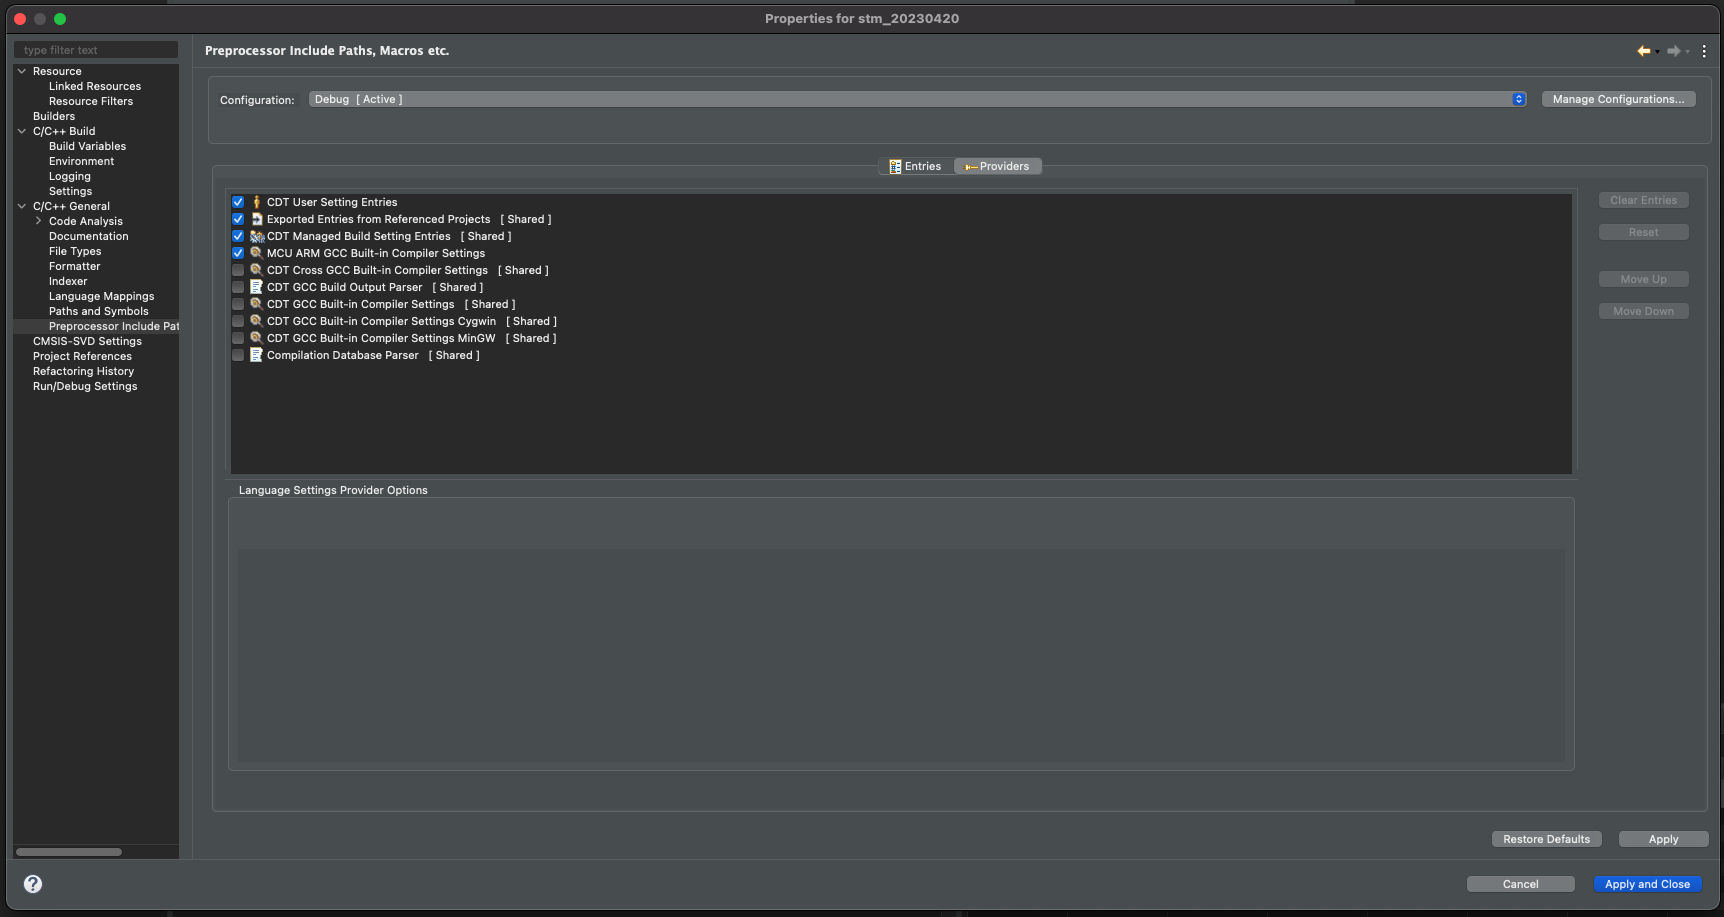 Properties for stm_20230420
type filter text
Resource
Linked Resources
Resource Filters
Builders
C/C++ Build
Build Variables
Environment
Logging
Settings
C/C++ General
Code Analysis
Documentation
File Types
Formatter
Indexer
Language Mappings
Paths and Symbols
Preprocessor Include Pat
CMSIS-SVD Settings
Project References
Refactoring History
Run/Debug Settings
Preprocessor Include Paths, Macros etc.
Configuration: Debug [ Active ] Manage Configurations...
Entries Providers
CDT User Setting Entries
Exported Entries from Referenced Projects [ Shared ]
CDT Managed Build Setting Entries [ Shared ]
MCU ARM GCC Built-in Compiler Settings
CDT Cross GCC Built-in Compiler Settings [ Shared ]
CDT GCC Build Output Parser [ Shared ]
CDT GCC Built-in Compiler Settings [ Shared ]
CDT GCC Built-in Compiler Settings Cygwin [ Shared ]
CDT GCC Built-in Compiler Settings MinGW [ Shared ]
Compilation Database Parser [ Shared ]
Clear Entries
Reset
Move Up
Move Down
Language Settings Provider Options
Restore Defaults Apply
? Cancel Apply and Close